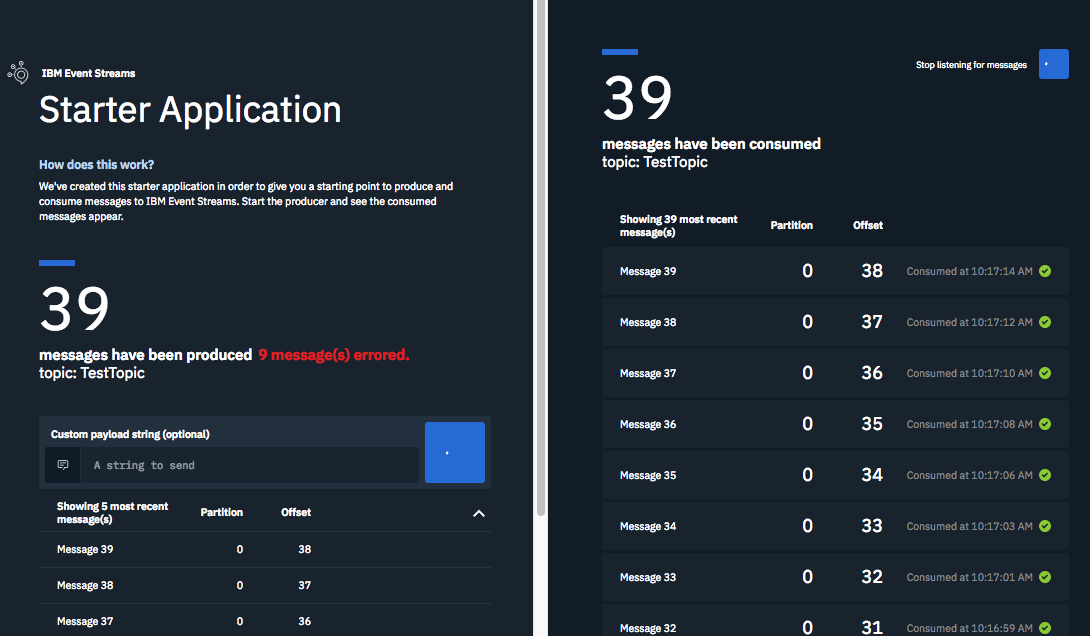 IBM Event Streams
Starter Application
How does this work?
We've created this starter application in order to give you a starting point to produce and
consume messages to IBM Event Streams. Start the producer and see the consumed
messages appear.
39
messages have been produced 9 message(s) errored.
topic: TestTopic
Custom payload string (optional)
A string to send
Showing 5 most recent
message(s) Partition Offset
Message 39 0 38
Message 38 0 37
Message 37 0 36
Stop listening for messages
39
messages have been consumed
topic: TestTopic
Showing 39 most recent
message(s) Partition Offset
Message 39 0 38 Consumed at 10:17:14 AM
Message 38 0 37 Consumed at 10:17:12 AM
Message 37 0 36 Consumed at 10:17:10 AM
Message 36 0 35 Consumed at 10:17:08 AM
Message 35 0 34 Consumed at 10:17:06 AM
Message 34 0 33 Consumed at 10:17:03 AM
Message 33 0 32 Consumed at 10:17:01 AM
Message 32 0 31 Consumed at 10:16:59 AM